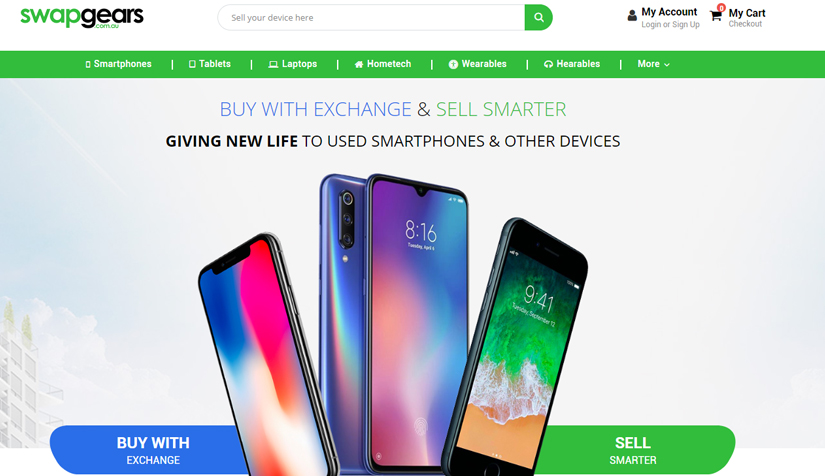 swapgears
.com.au
Sell your device here
My Account
Login or Sign Up
0
My Cart
Checkout
Smartphones | Tablets | Laptops | Hometech | Wearables | Hearables | More
BUY WITH EXCHANGE & SELL SMARTER
GIVING NEW LIFE TO USED SMARTPHONES & OTHER DEVICES
8:16
Tuesday, April 4
9:41
Tuesday, September 12
BUY WITH
EXCHANGE
SELL
SMARTER